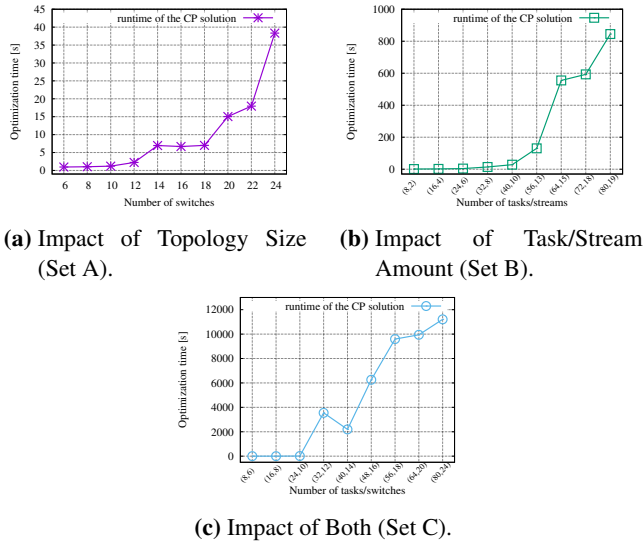 runtime of the CP solution
45
40
35
30
25
20
15
10
5
0
Optimization time [s]
6 8 10 12 14 16 18 20 22 24
Number of switches
(a) Impact of Topology Size
(Set A).
runtime of the CP solution
1000
800
600
400
200
0
Optimization time [s]
(8,2) (16,4) (24,6) (32,8) (40,10) (56,13) (64,15) (72,18) (80,19)
Number of tasks/streams
(b) Impact of Task/Stream
Amount (Set B).
runtime of the CP solution
12000
10000
8000
6000
4000
2000
0
Optimization time [s]
(8,6) (16,8) (24,10) (32,12) (40,14) (48,16) (56,18) (64,20) (80,24)
Number of tasks/switches
(c) Impact of Both (Set C).